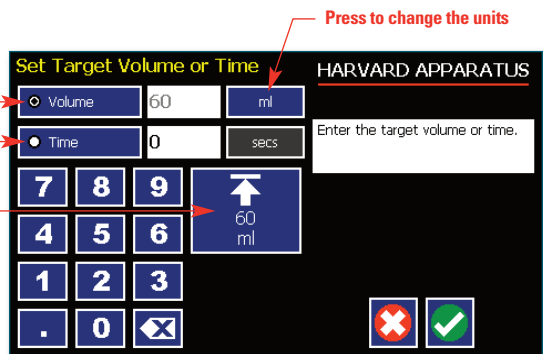 Press to change the units
Set Target Volume or Time
HARVARD APPARATUS
Volume 60 ml
Time 0 secs
Enter the target volume or time.
7 8 9
60
ml
4 5 6
1 2 3
. 0